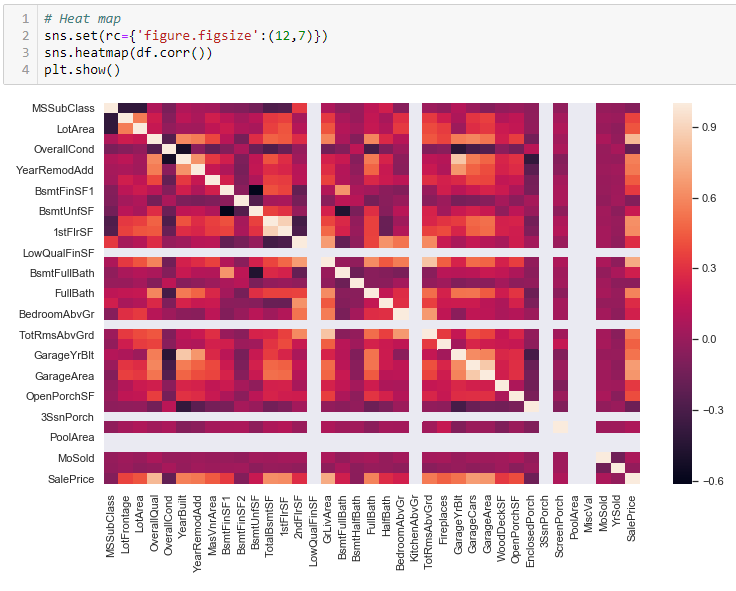 1 # Heat map
2 sns.set(rc={'figure.figsize':(12,7)})
3 sns.heatmap(df.corr())
4 plt.show()
MSSubClass
LotArea
OverallCond
YearRemodAdd
BsmtFinSF1
BsmtUnfSF
1stFlrSF
LowQualFinSF
BsmtFullBath
FullBath
BedroomAbvGr
TotRmsAbvGrd
GarageYrBlt
GarageArea
OpenPorchSF
3SsnPorch
PoolArea
MoSold
SalePrice
0.9
0.6
0.3
0.0
−0.3
−0.6
MSSubClass
LotFrontage
LotArea
OverallQual
OverallCond
YearBuilt
YearRemodAdd
MasVnrArea
BsmtFinSF1
BsmtFinSF2
BsmtUnfSF
TotalBsmtSF
1stFlrSF
2ndFlrSF
LowQualFinSF
GrLivArea
BsmtFullBath
BsmtHalfBath
FullBath
HalfBath
BedroomAbvGr
KitchenAbvGr
TotRmsAbvGrd
Fireplaces
GarageYrBlt
GarageCars
GarageArea
WoodDeckSF
OpenPorchSF
EnclosedPorch
3SsnPorch
ScreenPorch
PoolArea
MiscVal
MoSold
YrSold
SalePrice